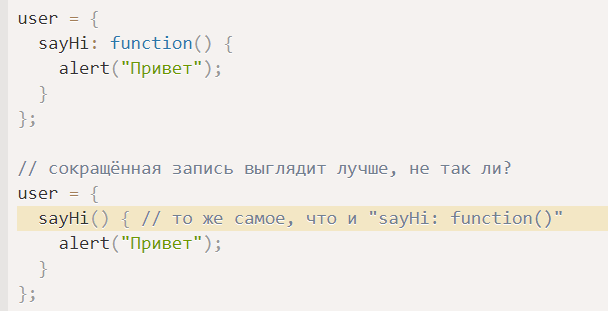 user = {
  sayHi: function() {
    alert("Привет");
  }
};

// сокращённая запись выглядит лучше, не так ли?
user = {
  sayHi() { // то же самое, что и "sayHi: function()"
    alert("Привет");
  }
};